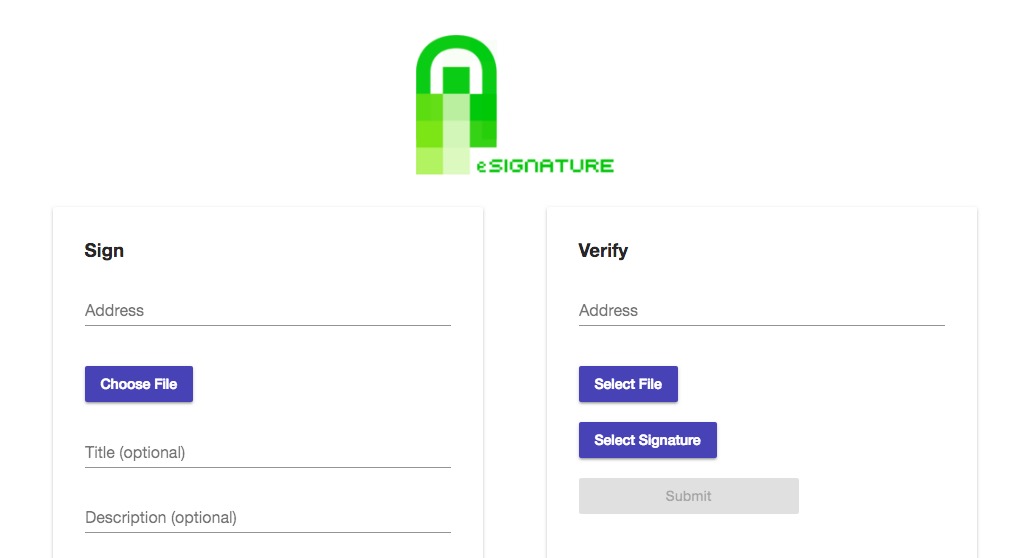 eSIGNATURE
Sign
Address
Choose File
Title (optional)
Description (optional)
Verify
Address
Select File
Select Signature
Submit